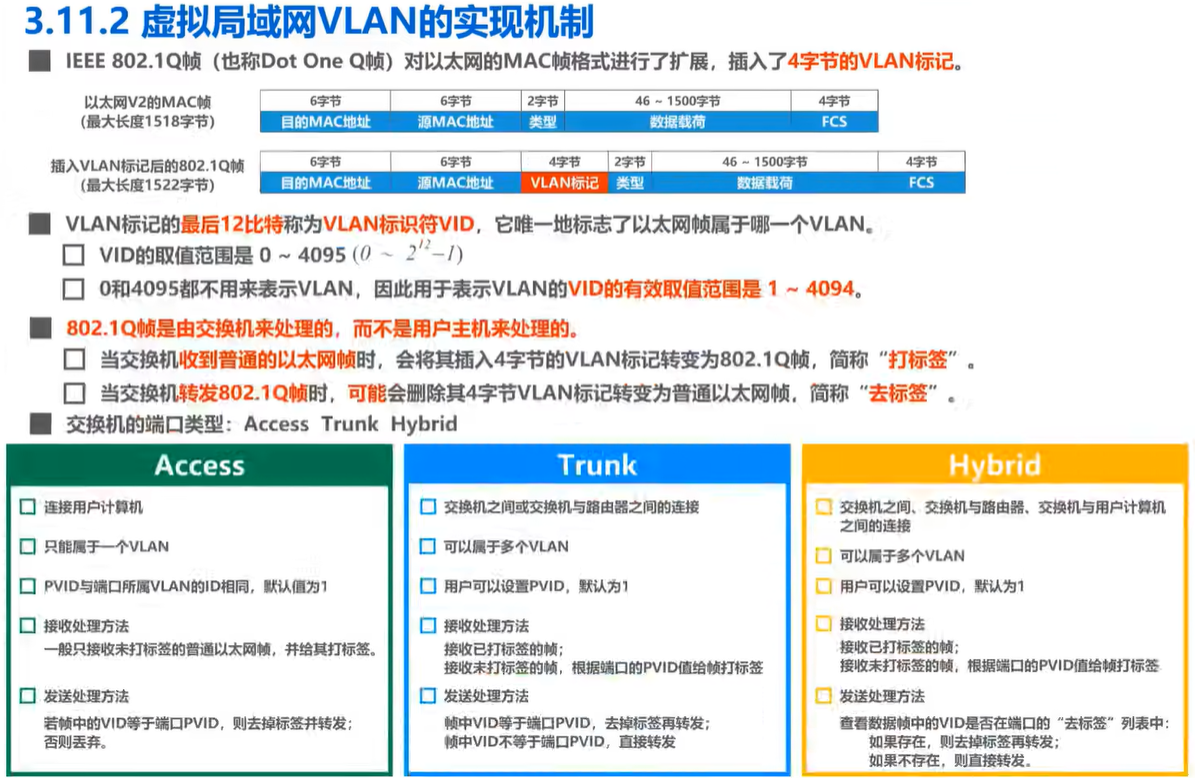 3.11.2 虚拟局域网VLAN的实现机制
IEEE 802.1Q帧（也称Dot One Q帧）对以太网的MAC帧格式进行了扩展，插入了4字节的VLAN标记。
以太网V2的MAC帧
（最大长度1518字节）
6字节 6字节 2字节 46 ~ 1500字节 4字节
目的MAC地址 源MAC地址 类型 数据载荷 FCS
插入VLAN标记后的802.1Q帧
（最大长度1522字节）
6字节 6字节 4字节 2字节 46 ~ 1500字节 4字节
目的MAC地址 源MAC地址 VLAN标记 类型 数据载荷 FCS
VLAN标记的最后12比特称为VLAN标识符VID，它唯一地标志了以太网帧属于哪一个VLAN。
VID的取值范围是 0 ~ 4095 (0 ~ 2^12−1)
0和4095都不用来表示VLAN，因此用于表示VLAN的VID的有效取值范围是 1 ~ 4094。
802.1Q帧是由交换机来处理的，而不是用户主机来处理的。
当交换机收到普通的以太网帧时，会将其插入4字节的VLAN标记转变为802.1Q帧，简称“打标签”。
当交换机转发802.1Q帧时，可能会删除其4字节VLAN标记转变为普通以太网帧，简称“去标签”。
交换机的端口类型：Access Trunk Hybrid
Access
连接用户计算机
只能属于一个VLAN
PVID与端口所属VLAN的ID相同，默认值为1
接收处理方法
一般只接收未打标签的普通以太网帧，并给其打标签。
发送处理方法
若帧中的VID等于端口PVID，则去掉标签并转发；
否则丢弃。
Trunk
交换机之间或交换机与路由器之间的连接
可以属于多个VLAN
用户可以设置PVID，默认为1
接收处理方法
接收已打标签的帧；
接收未打标签的帧，根据端口的PVID值给帧打标签
发送处理方法
帧中VID等于端口PVID，去掉标签再转发；
帧中VID不等于端口PVID，直接转发
Hybrid
交换机之间、交换机与路由器、交换机与用户计算机
之间的连接
可以属于多个VLAN
用户可以设置PVID，默认为1
接收处理方法
接收已打标签的帧；
接收未打标签的帧，根据端口的PVID值给帧打标签
发送处理方法
查看数据帧中的VID是否在端口的“去标签”列表中：
如果存在，则去掉标签再转发；
如果不存在，则直接转发。